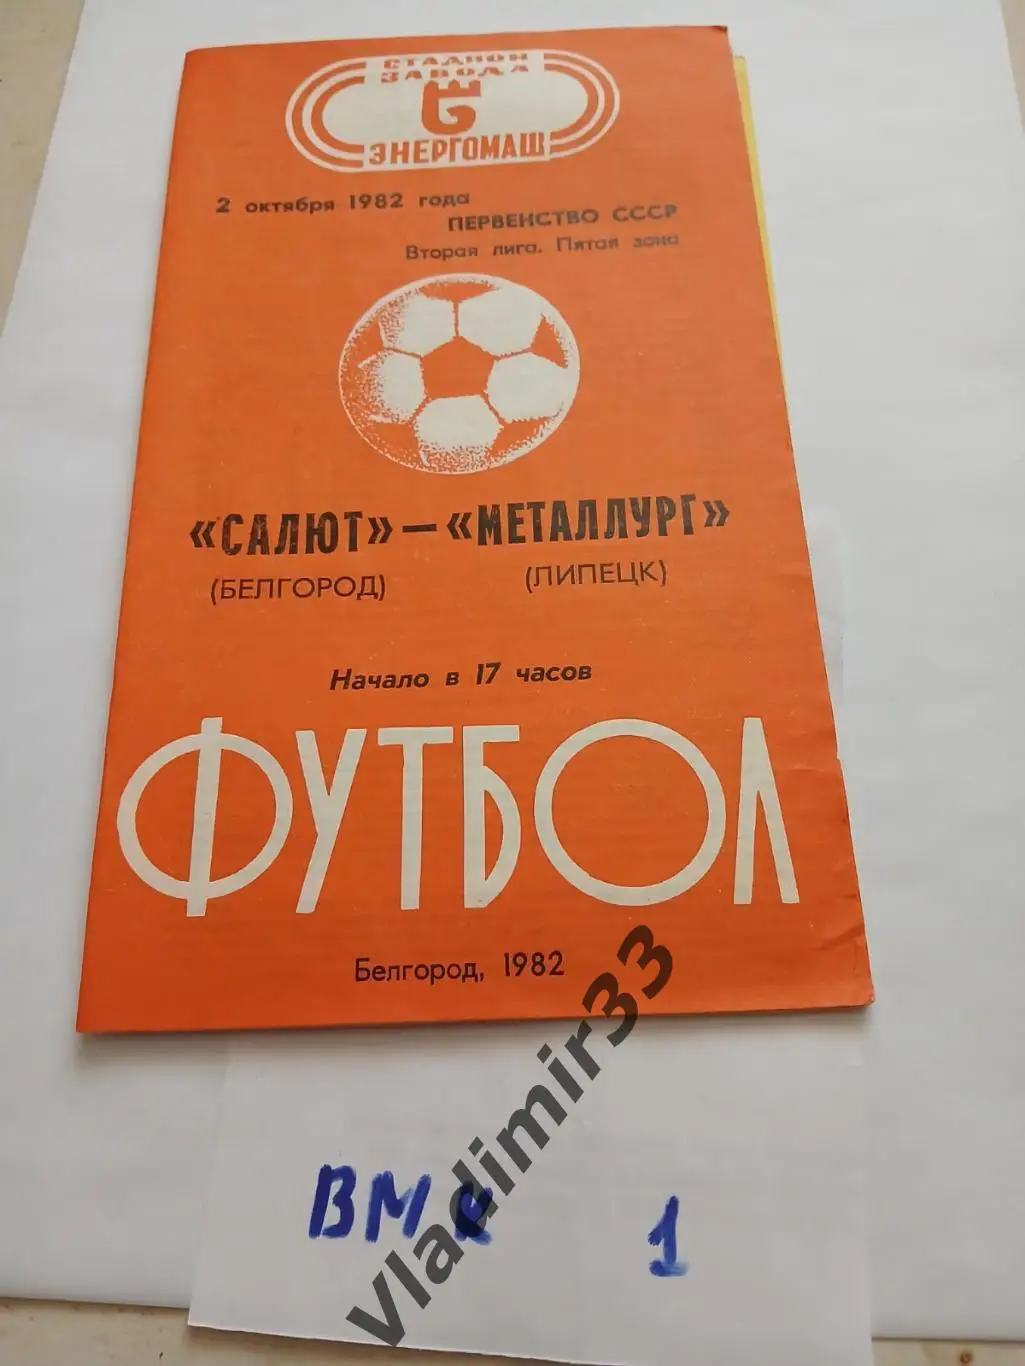 СТАДИОН
ЗАВОДА
ЭНЕРГОМАШ
2 октября 1982 года
ПЕРВЕНСТВО СССР
Вторая лига. Пятая зона
«САЛЮТ» — «МЕТАЛЛУРГ»
(БЕЛГОРОД) (ЛИПЕЦК)
Начало в 17 часов
ФУТБОЛ
Белгород, 1982
vladimir33
ВМК 1